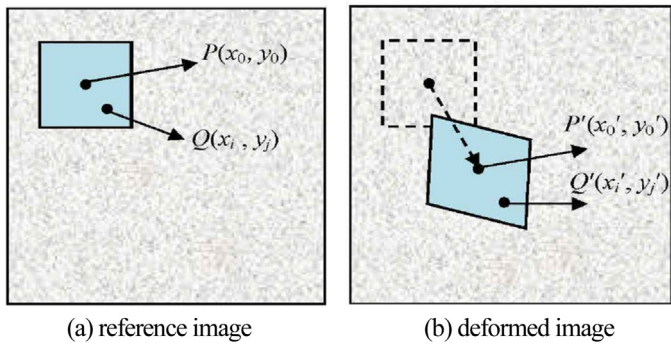 P(x₀, y₀)
Q(xᵢ , yⱼ)
(a) reference image
P′(x₀′, y₀′)
Q′(xᵢ′, yⱼ′)
(b) deformed image